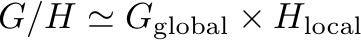 G/H ≃ G_global × H_local